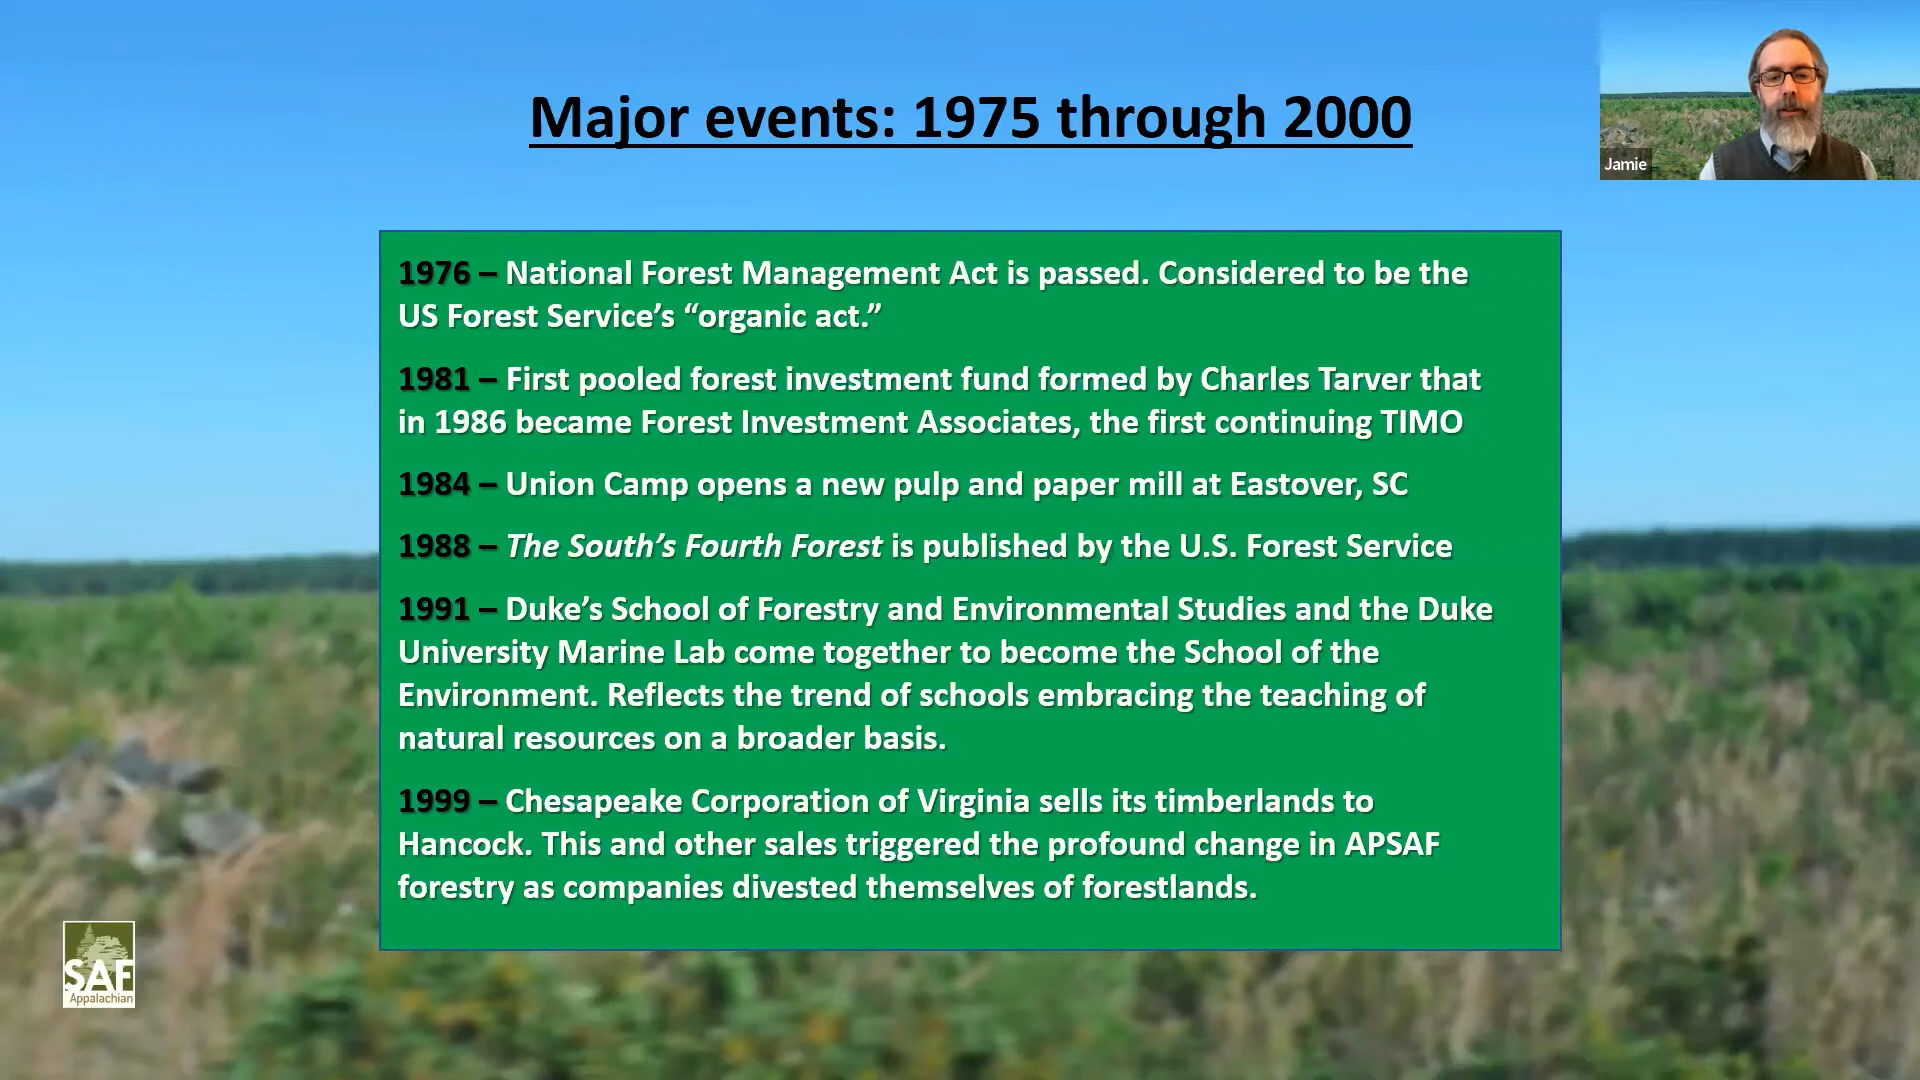 Major events: 1975 through 2000
Jamie
1976 – National Forest Management Act is passed. Considered to be the
US Forest Service’s “organic act.”
1981 – First pooled forest investment fund formed by Charles Tarver that
in 1986 became Forest Investment Associates, the first continuing TIMO
1984 – Union Camp opens a new pulp and paper mill at Eastover, SC
1988 – The South’s Fourth Forest is published by the U.S. Forest Service
1991 – Duke’s School of Forestry and Environmental Studies and the Duke
University Marine Lab come together to become the School of the
Environment. Reflects the trend of schools embracing the teaching of
natural resources on a broader basis.
1999 – Chesapeake Corporation of Virginia sells its timberlands to
Hancock. This and other sales triggered the profound change in APSAF
forestry as companies divested themselves of forestlands.
SAF
Appalachian